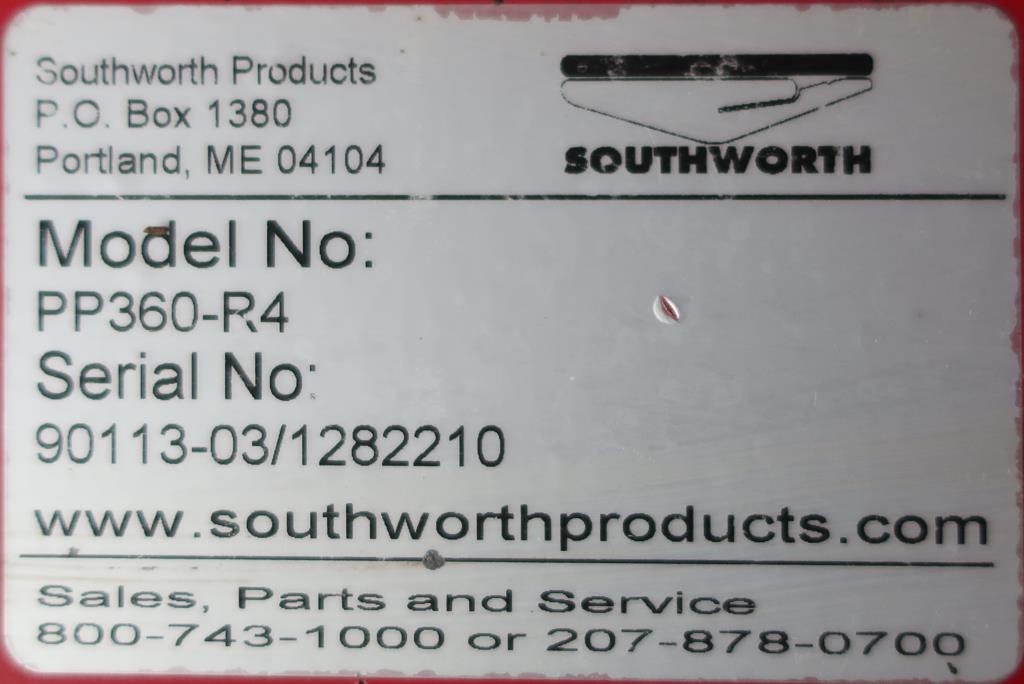 Southworth Products
P.O. Box 1380
Portland, ME 04104
SOUTHWORTH
Model No:
PP360-R4
Serial No:
90113-03/1282210
www.southworthproducts.com
Sales, Parts and Service
800-743-1000 or 207-878-0700